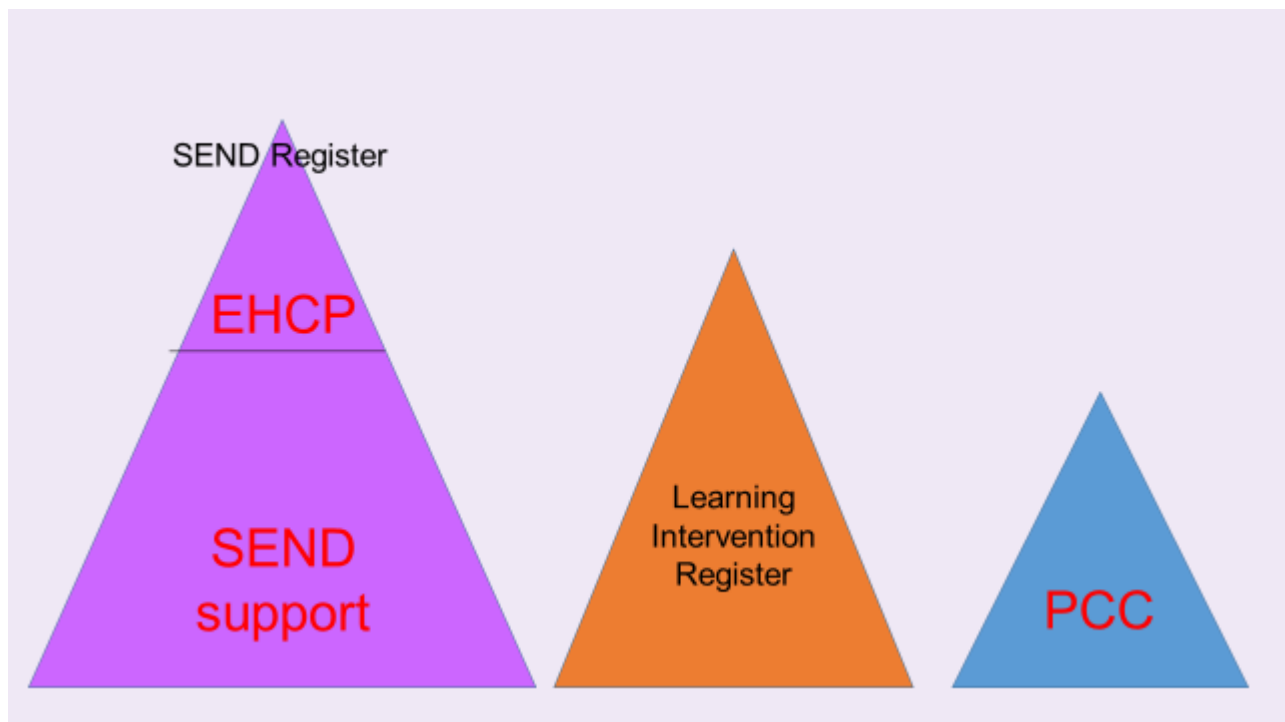 SEND Register
EHCP
SEND
support
Learning
Intervention
Register
PCC